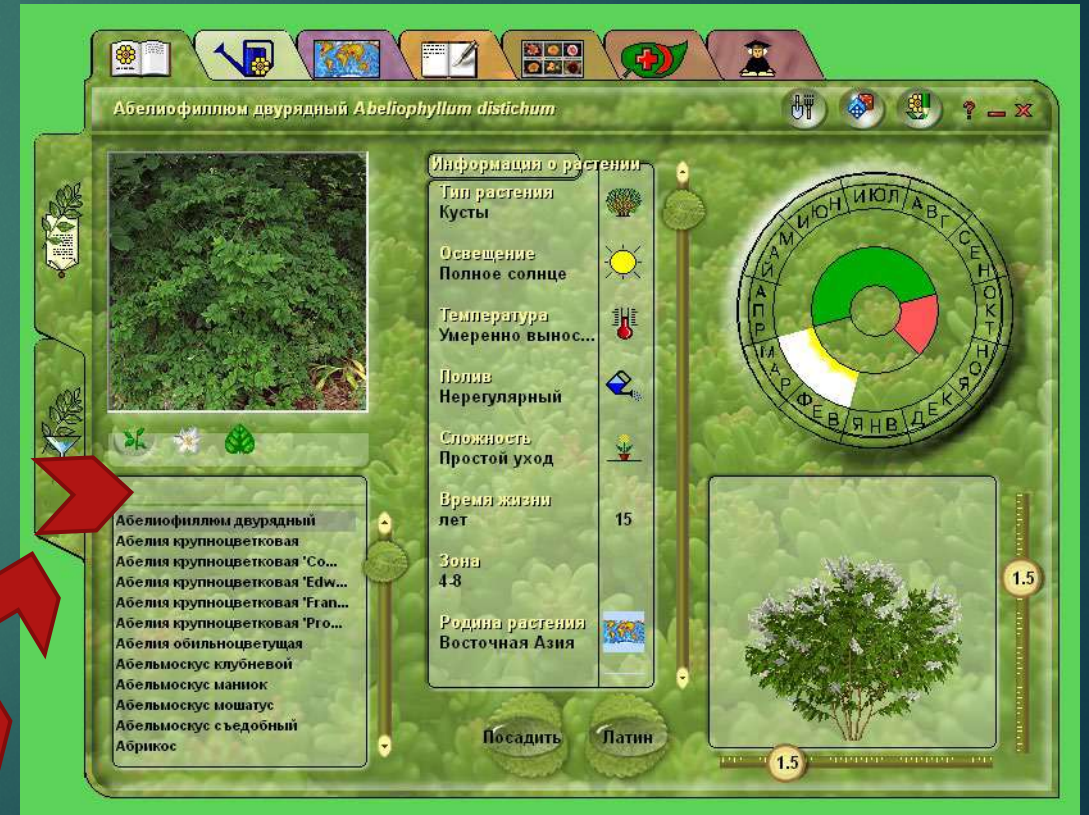 Абелиофиллюм двурядный Abeliophyllum distichum
?
Информация о растении
Тип растения
Кусты
Освещение
Полное солнце
Температура
Умеренно вынос...
Полив
Нерегулярный
Сложность
Простой уход
Время жизни
лет 15
Зона
4-8
Родина растения
Восточная Азия
Абелиофиллюм двурядный
Абелия крупноцветковая
Абелия крупноцветковая 'Co...
Абелия крупноцветковая 'Edw...
Абелия крупноцветковая 'Fran...
Абелия крупноцветковая 'Pro...
Абелия обильноцветущая
Абельмоскус клубневой
Абельмоскус маниок
Абельмоскус мошатус
Абельмоскус съедобный
Абрикос
Посадить
Латин
ЯНВ
ФЕВ
МАР
АПР
МАЙ
ИЮН
ИЮЛ
АВГ
СЕН
ОКТ
НОЯ
ДЕК
1.5
1.5